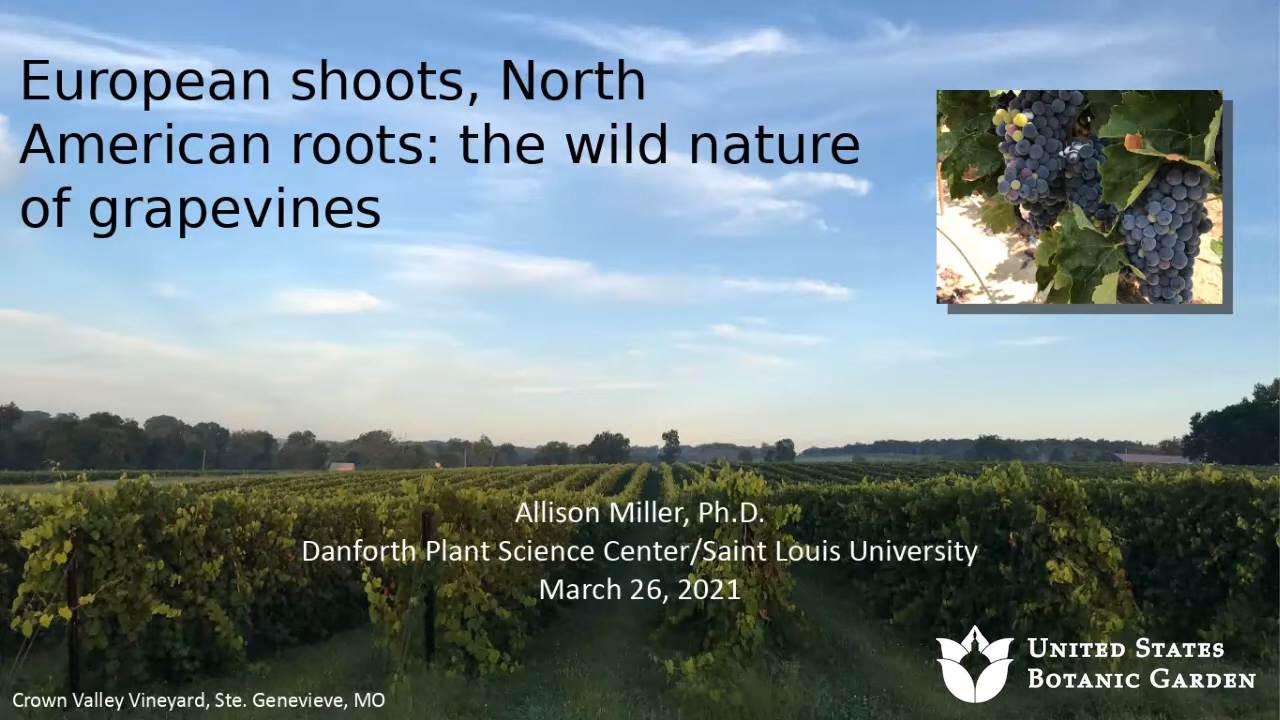 European shoots, North
American roots: the wild nature
of grapevines
Allison Miller, Ph.D.
Danforth Plant Science Center/Saint Louis University
March 26, 2021
United States
Botanic Garden
Crown Valley Vineyard, Ste. Genevieve, MO